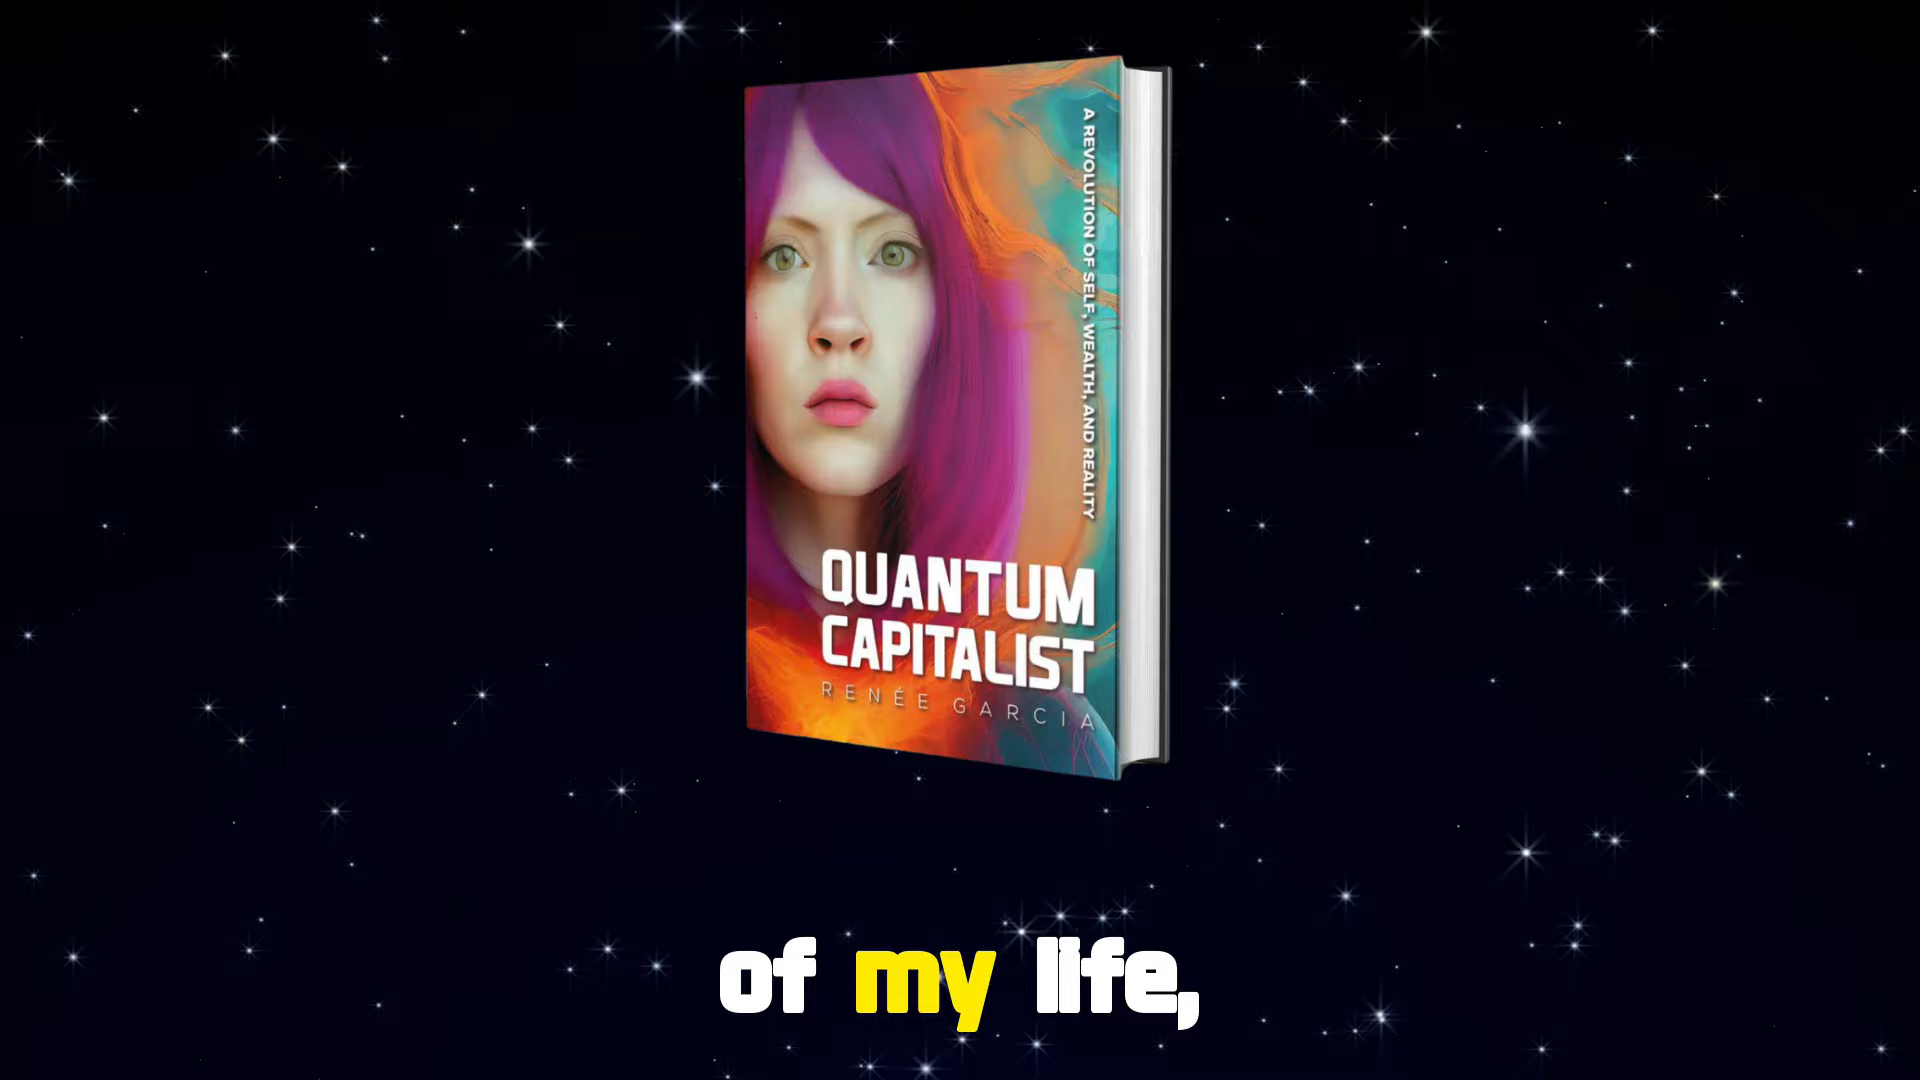 A REVOLUTION OF SELF, WEALTH, AND REALITY
QUANTUM
CAPITALIST
RENÉE GARCIA
of my life,